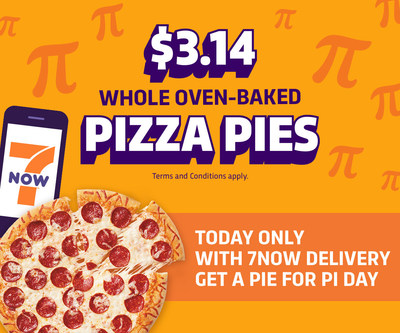 $3.14
WHOLE OVEN-BAKED
PIZZA PIES
Terms and Conditions apply.
7
NOW
TODAY ONLY
WITH 7NOW DELIVERY
GET A PIE FOR PI DAY
π
π
π
π
π
π
π